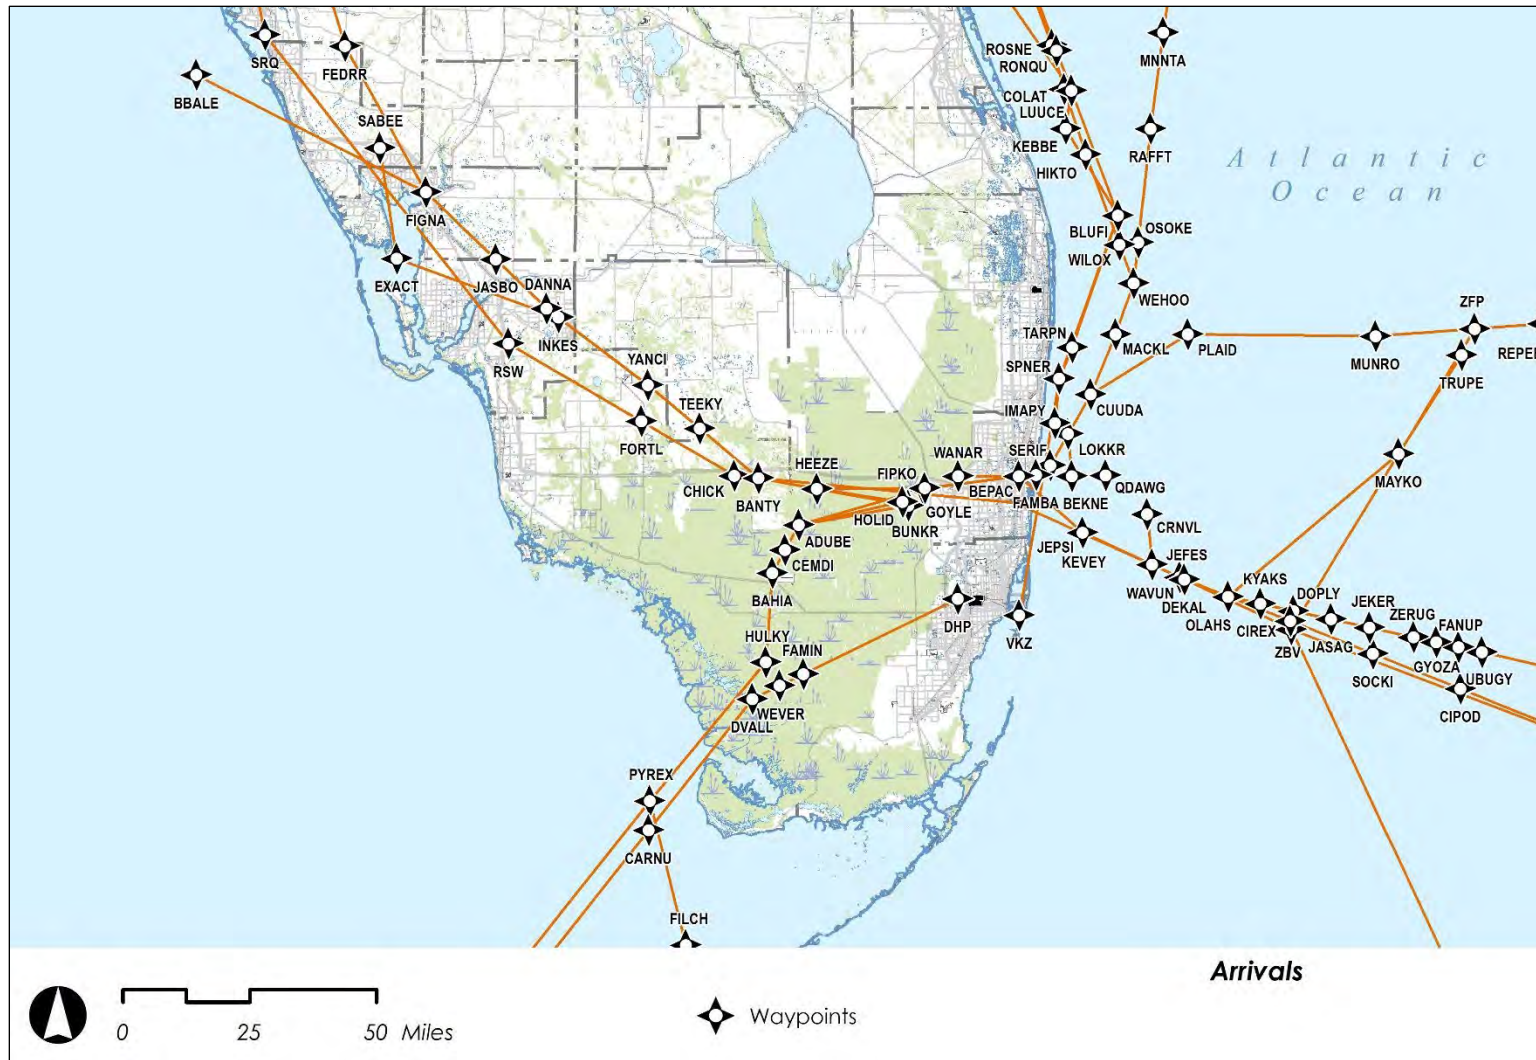 SRQ
FEDRR
BBALE
SABEE
FIGNA
EXACT
JASBO
DANNA
INKES
RSW
YANCI
TEEKY
FORTL
CHICK
BANTY
HEEZE
FIPKO
WANAR
HOLID
GOYLE
BUNKR
ADUBE
CEMDI
BAHIA
HULKY
FAMIN
WEVER
DVALL
DHP
VKZ
PYREX
CARNU
FILCH
ROSNE
RONQU
COLAT
LUUCE
KEBBE
HIKTO
MNNTA
RAFFT
Atlantic
Ocean
BLUFI
OSOKE
WILOX
WEHOO
TARPN
MACKL
PLAID
MUNRO
ZFP
REPER
TRUPE
SPNER
CUUDA
IMAPY
LOKKR
SERIF
BEPAC
FAMBA
BEKNE
QDAWG
MAYKO
CRNVL
JEPSI
KEVEY
JEFES
WAVUN
DEKAL
OLAHS
KYAKS
CIREX
DOPLY
ZBV
JASAG
JEKER
ZERUG
FANUP
GYOZA
UBUGY
SOCKI
CIPOD
Arrivals
0 25 50 Miles
Waypoints